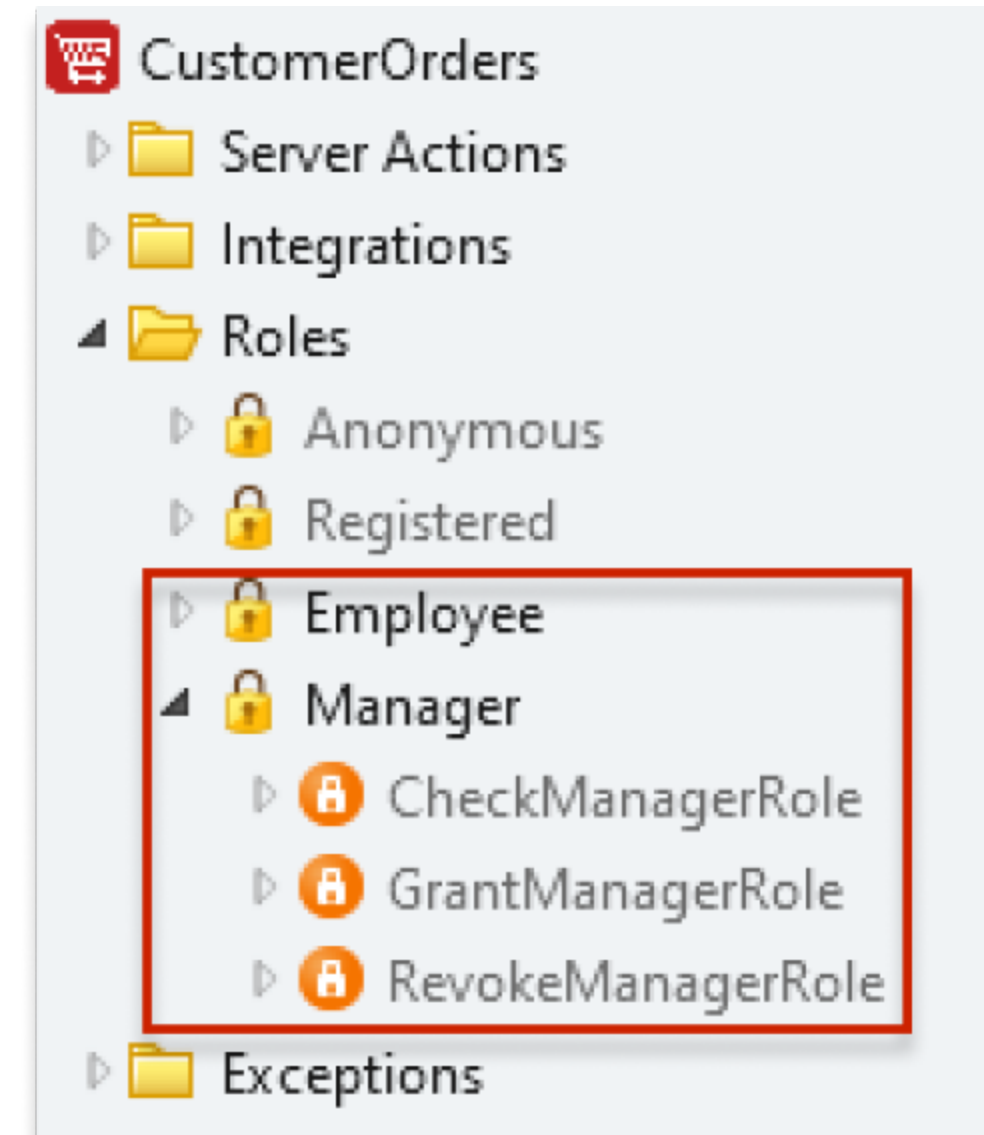 CustomerOrders
Server Actions
Integrations
Roles
Anonymous
Registered
Employee
Manager
CheckManagerRole
GrantManagerRole
RevokeManagerRole
Exceptions